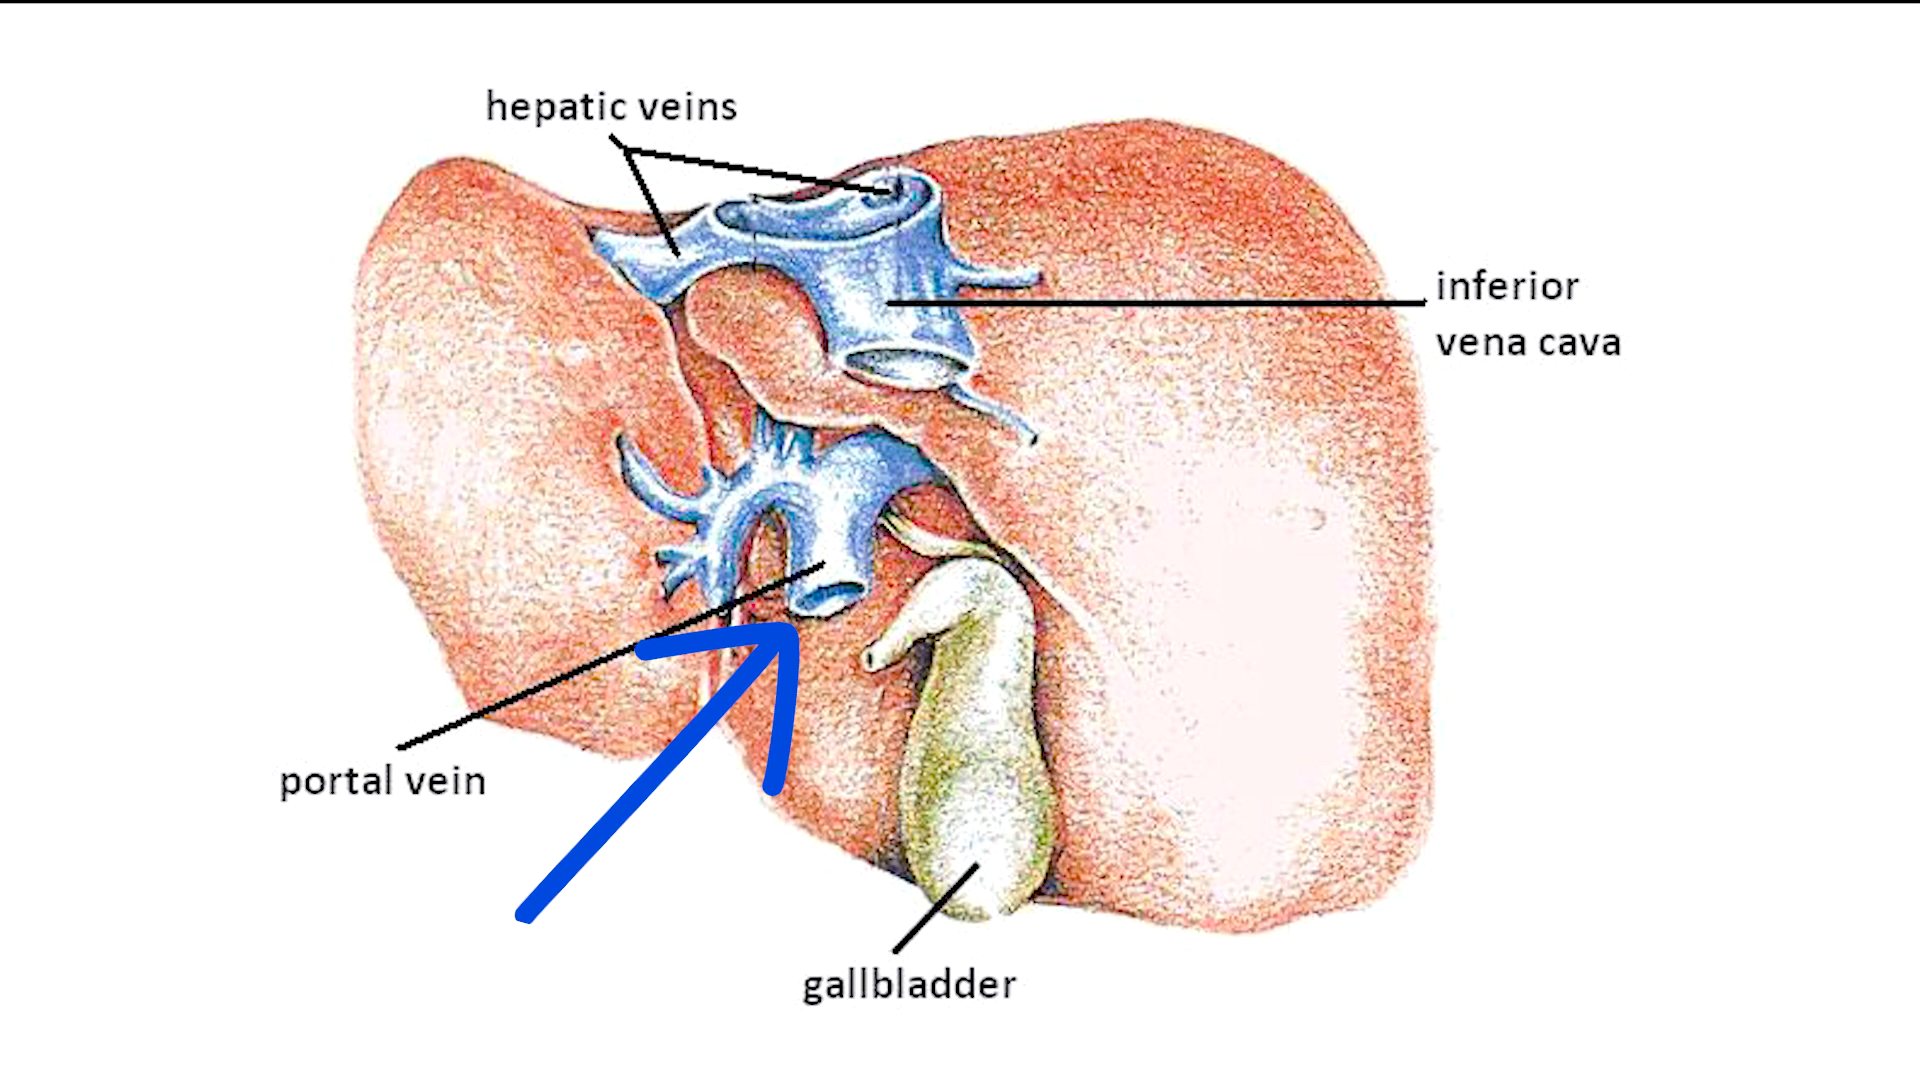 hepatic veins
inferior
vena cava
portal vein
gallbladder